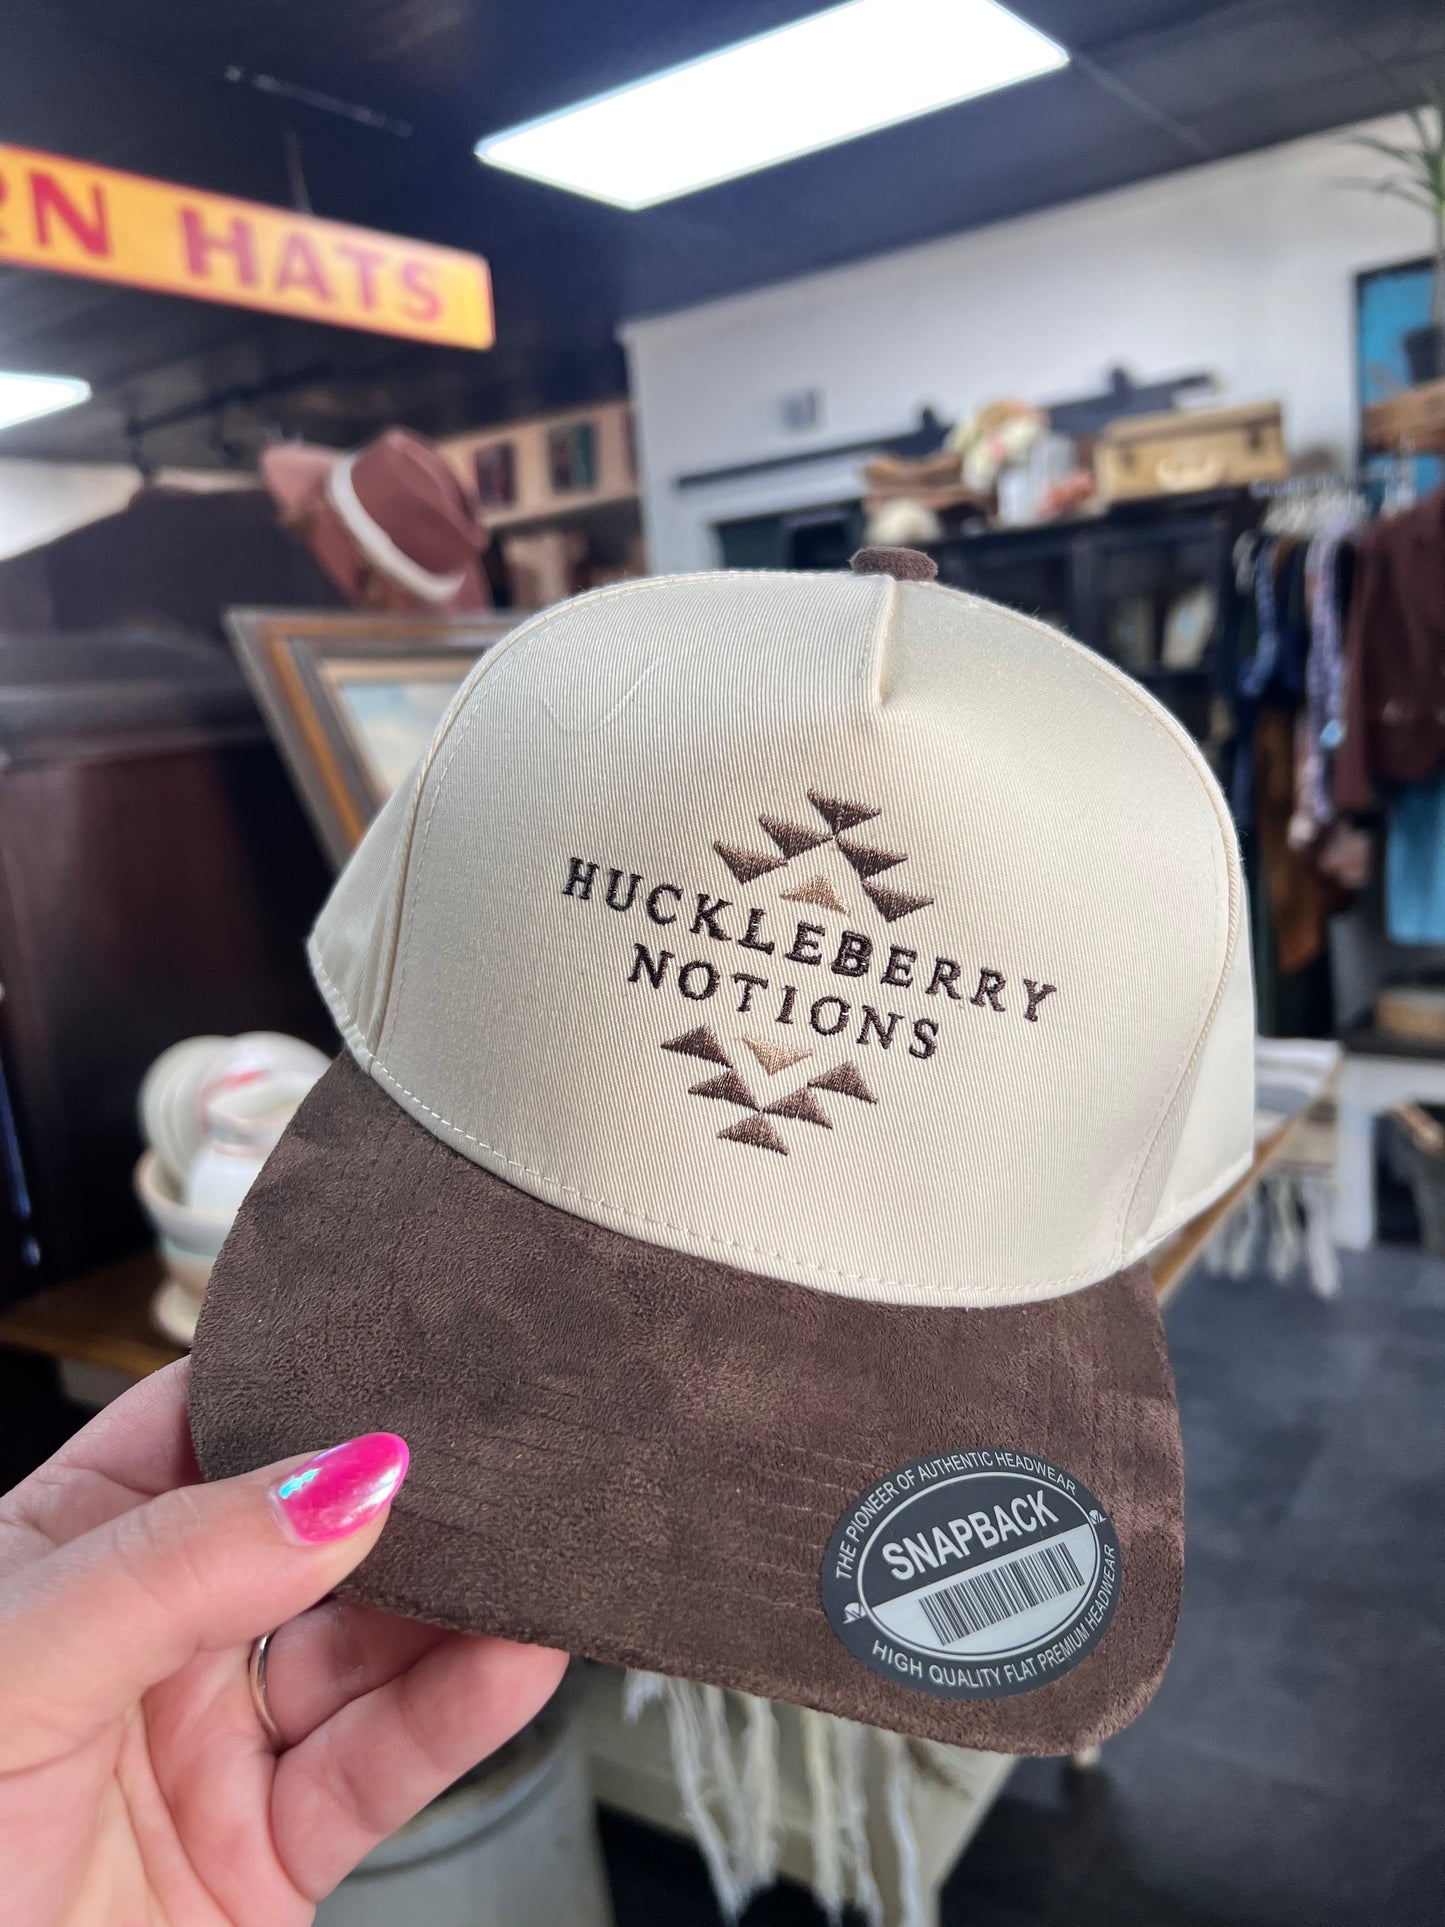 RN HATS
HUCKLEBERRY
NOTIONS
THE PIONEER OF AUTHENTIC HEADWEAR
SNAPBACK
HIGH QUALITY FLAT PREMIUM HEADWEAR